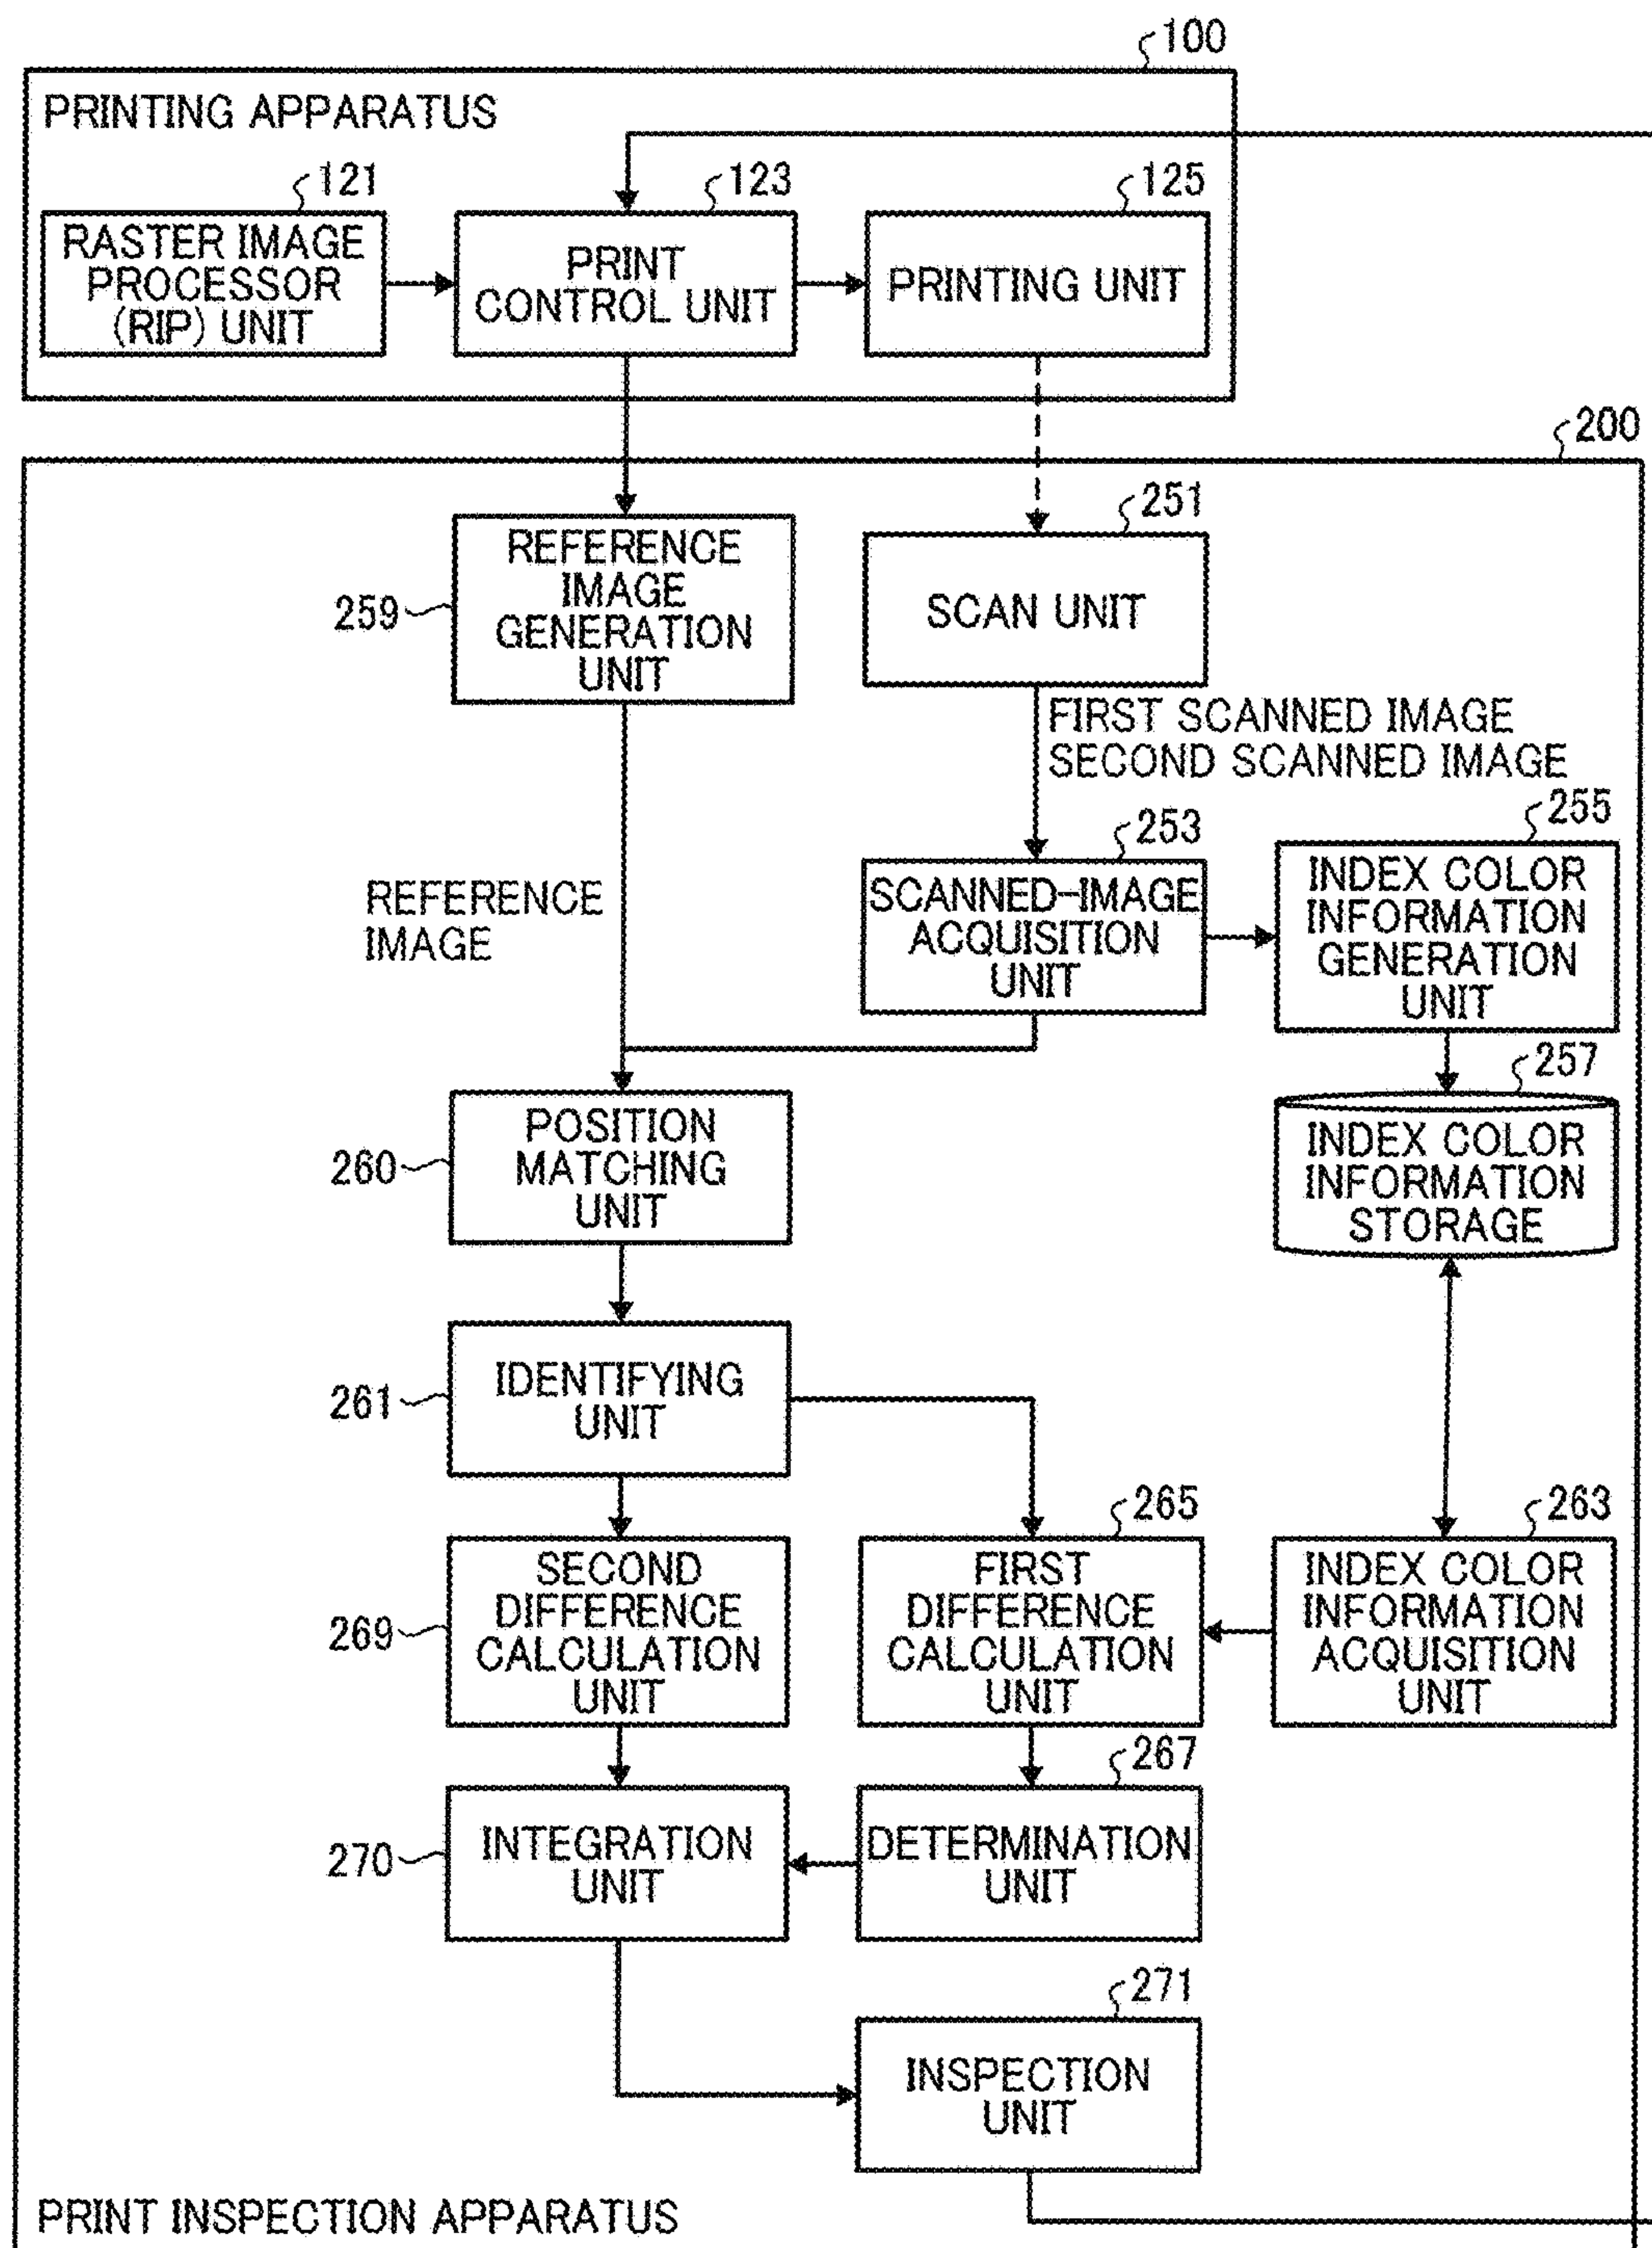 100
PRINTING APPARATUS
121
RASTER IMAGE
PROCESSOR
(RIP) UNIT
123
PRINT
CONTROL UNIT
125
PRINTING UNIT
200
259
REFERENCE
IMAGE
GENERATION
UNIT
251
SCAN UNIT
FIRST SCANNED IMAGE
SECOND SCANNED IMAGE
REFERENCE
IMAGE
253
SCANNED-IMAGE
ACQUISITION
UNIT
255
INDEX COLOR
INFORMATION
GENERATION
UNIT
257
INDEX COLOR
INFORMATION
STORAGE
260
POSITION
MATCHING
UNIT
261
IDENTIFYING
UNIT
269
SECOND
DIFFERENCE
CALCULATION
UNIT
265
FIRST
DIFFERENCE
CALCULATION
UNIT
263
INDEX COLOR
INFORMATION
ACQUISITION
UNIT
270
INTEGRATION
UNIT
267
DETERMINATION
UNIT
271
INSPECTION
UNIT
PRINT INSPECTION APPARATUS